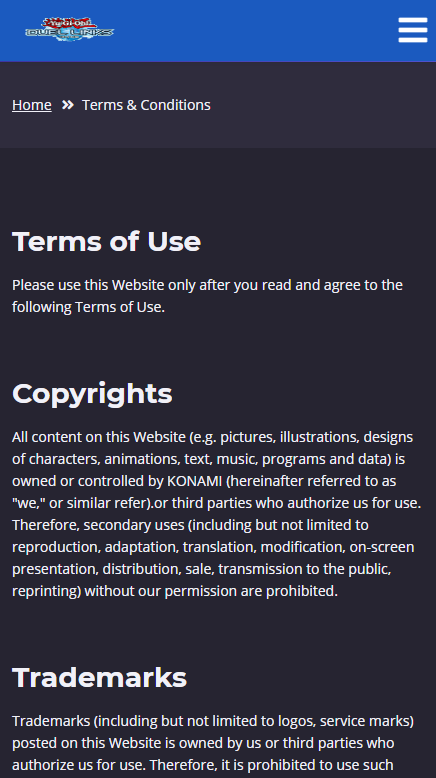 Yu-Gi-Oh!
DUEL LINKS
Home » Terms & Conditions
Terms of Use
Please use this Website only after you read and agree to the
following Terms of Use.
Copyrights
All content on this Website (e.g. pictures, illustrations, designs
of characters, animations, text, music, programs and data) is
owned or controlled by KONAMI (hereinafter referred to as
"we," or similar refer).or third parties who authorize us for use.
Therefore, secondary uses (including but not limited to
reproduction, adaptation, translation, modification, on-screen
presentation, distribution, sale, transmission to the public,
reprinting) without our permission are prohibited.
Trademarks
Trademarks (including but not limited to logos, service marks)
posted on this Website is owned by us or third parties who
authorize us for use. Therefore, it is prohibited to use such